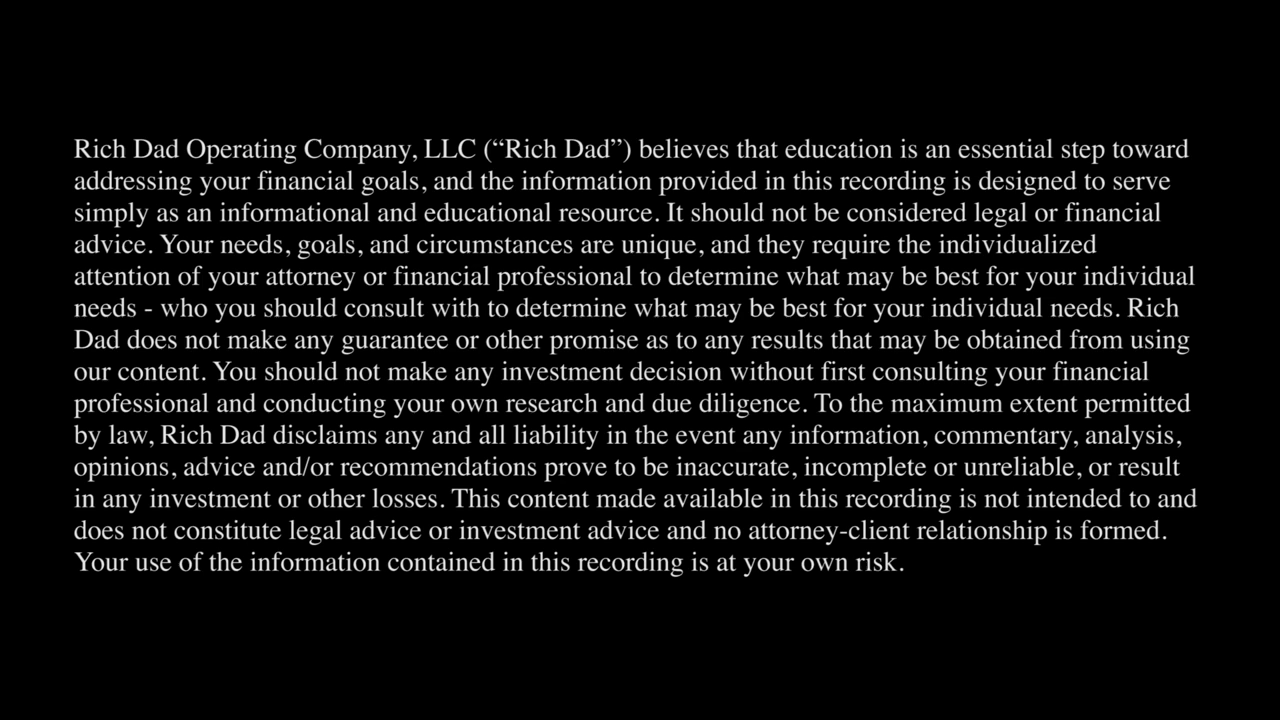 Rich Dad Operating Company, LLC (“Rich Dad”) believes that education is an essential step toward
addressing your financial goals, and the information provided in this recording is designed to serve
simply as an informational and educational resource. It should not be considered legal or financial
advice. Your needs, goals, and circumstances are unique, and they require the individualized
attention of your attorney or financial professional to determine what may be best for your individual
needs - who you should consult with to determine what may be best for your individual needs. Rich
Dad does not make any guarantee or other promise as to any results that may be obtained from using
our content. You should not make any investment decision without first consulting your financial
professional and conducting your own research and due diligence. To the maximum extent permitted
by law, Rich Dad disclaims any and all liability in the event any information, commentary, analysis,
opinions, advice and/or recommendations prove to be inaccurate, incomplete or unreliable, or result
in any investment or other losses. This content made available in this recording is not intended to and
does not constitute legal advice or investment advice and no attorney-client relationship is formed.
Your use of the information contained in this recording is at your own risk.